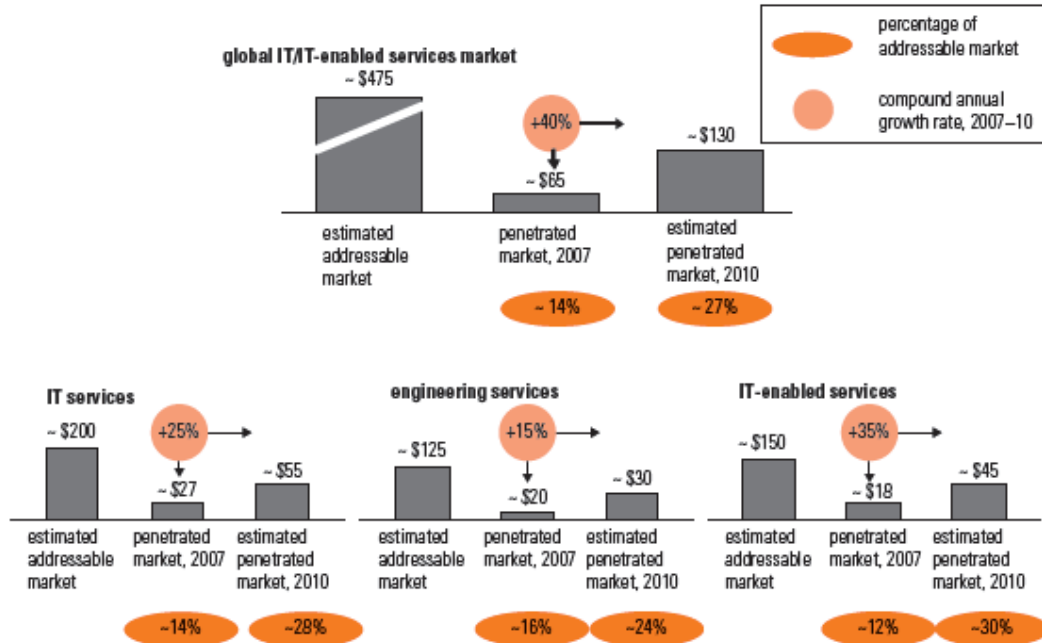 percentage of
addressable market
compound annual
growth rate, 2007–10
global IT/IT-enabled services market
~ $475
+40%
~ $65
~ $130
estimated
addressable
market
penetrated
market, 2007
estimated
penetrated
market, 2010
~ 14%
~ 27%
IT services
~ $200
+25%
~ $27
~ $55
estimated
addressable
market
penetrated
market, 2007
estimated
penetrated
market, 2010
~14%
~28%
engineering services
~ $125
+15%
~ $20
~ $30
estimated
addressable
market
penetrated
market, 2007
estimated
penetrated
market, 2010
~16%
~24%
IT-enabled services
~ $150
+35%
~ $18
~ $45
estimated
addressable
market
penetrated
market, 2007
estimated
penetrated
market, 2010
~12%
~30%